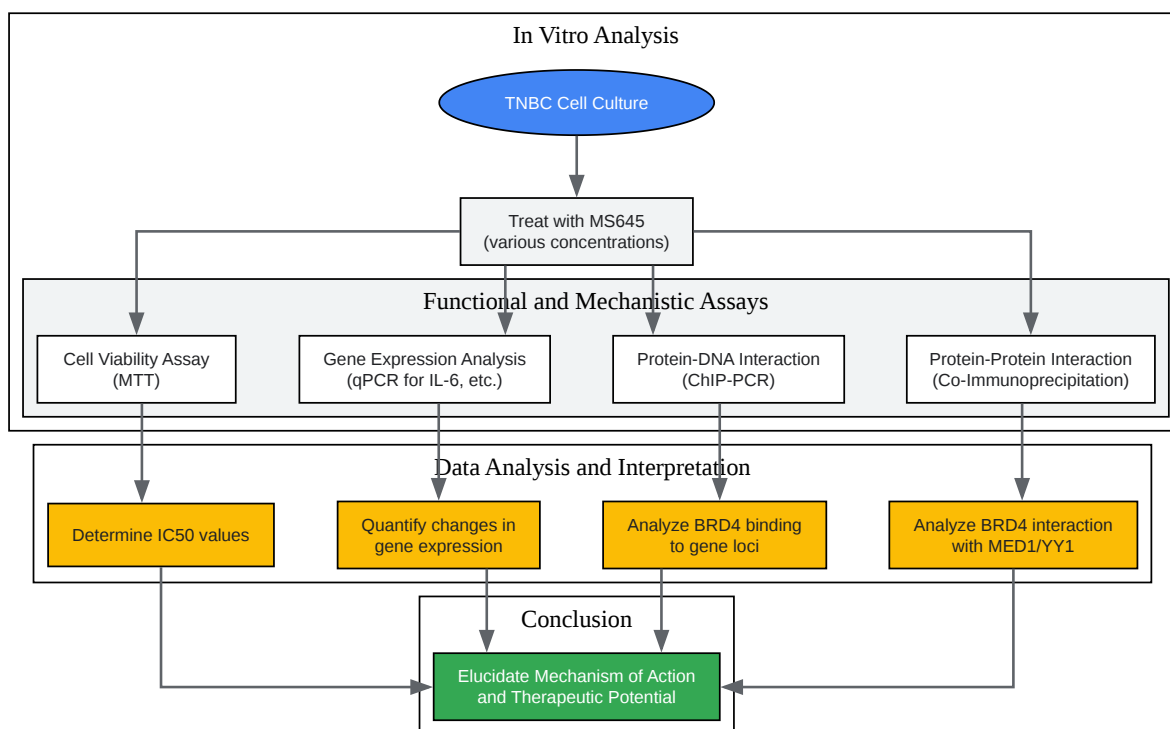 In Vitro Analysis
TNBC Cell Culture
Treat with MS645
(various concentrations)
Functional and Mechanistic Assays
Cell Viability Assay
(MTT)
Gene Expression Analysis
(qPCR for IL-6, etc.)
Protein-DNA Interaction
(ChIP-PCR)
Protein-Protein Interaction
(Co-Immunoprecipitation)
Data Analysis and Interpretation
Determine IC50 values
Quantify changes in
gene expression
Analyze BRD4 binding
to gene loci
Analyze BRD4 interaction
with MED1/YY1
Conclusion
Elucidate Mechanism of Action
and Therapeutic Potential